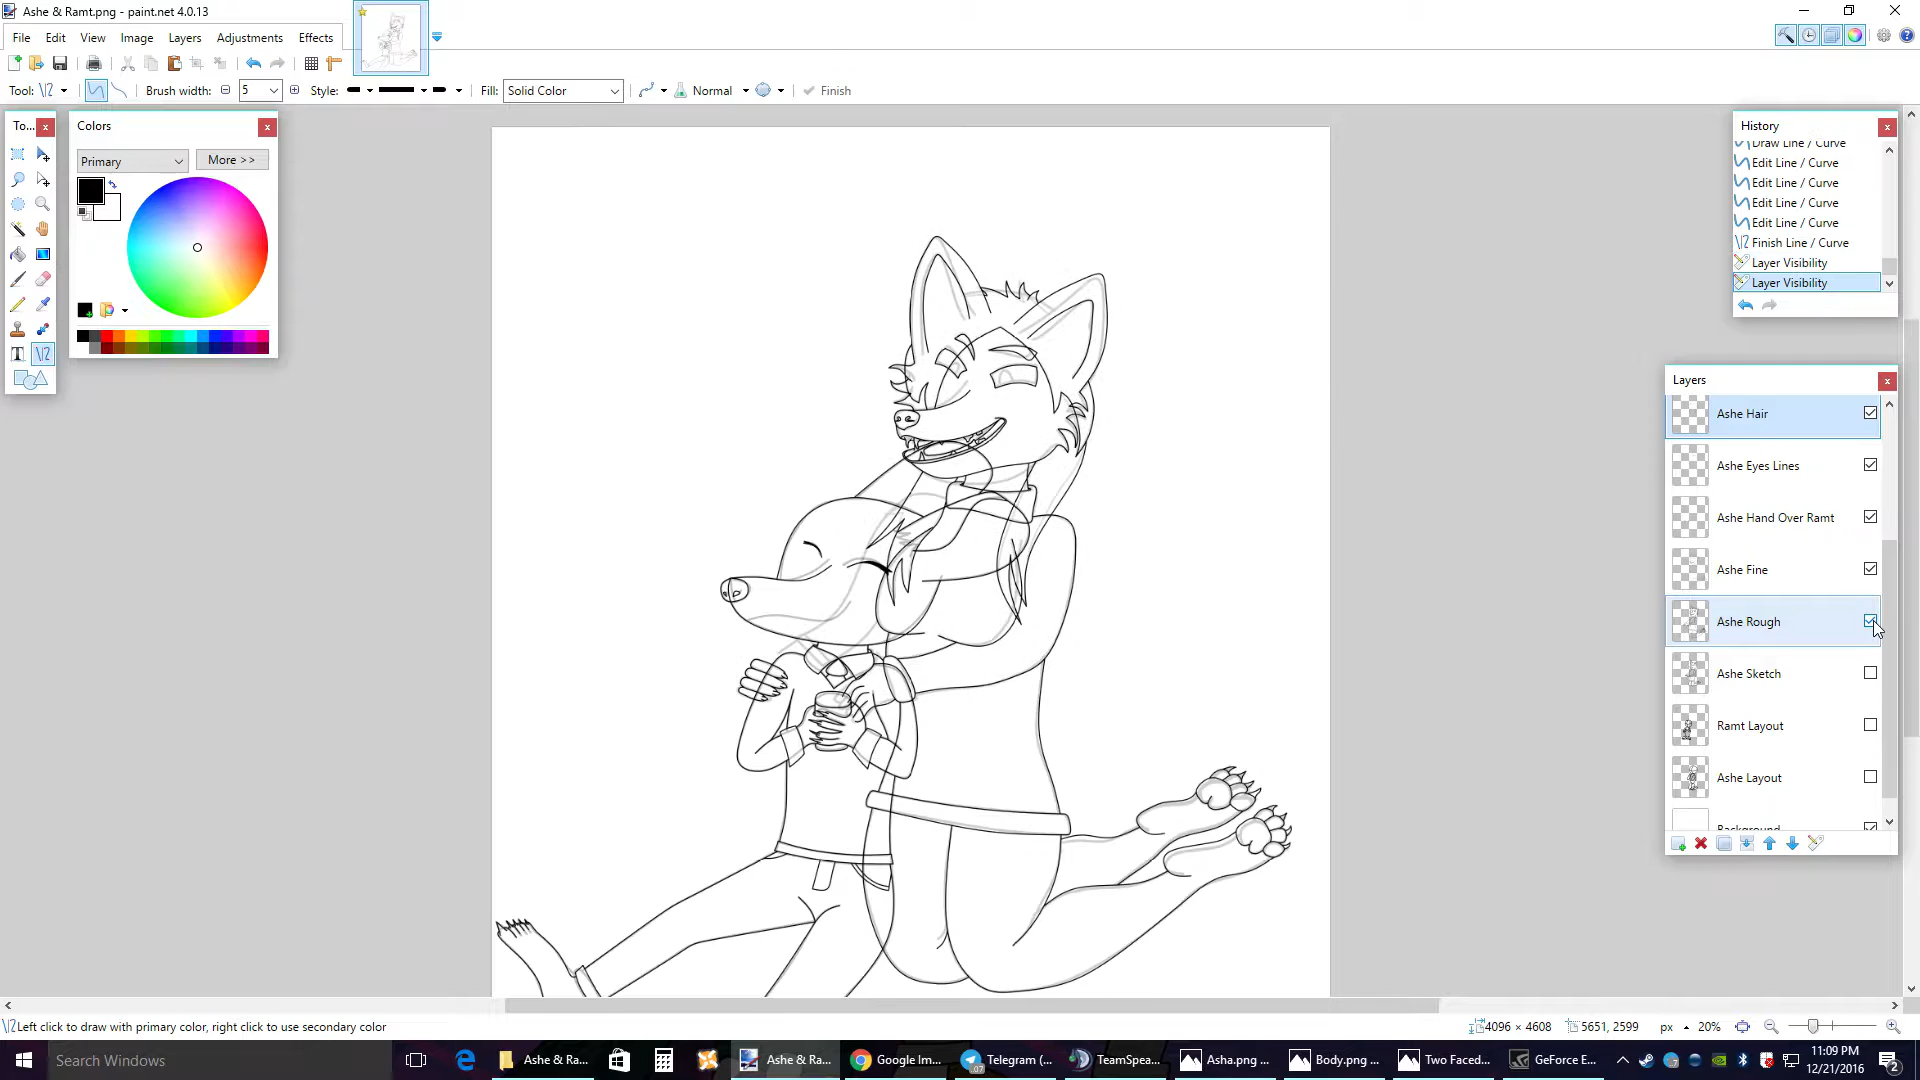 Ashe & Ramt.png - paint.net 4.0.13
File Edit View Image Layers Adjustments Effects
Tool: Brush width: 5 Style: Fill: Solid Color Normal Finish
To...
Colors
Primary
More >>
History
Draw Line / Curve
Edit Line / Curve
Edit Line / Curve
Edit Line / Curve
Edit Line / Curve
Finish Line / Curve
Layer Visibility
Layer Visibility
Layers
Ashe Hair
Ashe Eyes Lines
Ashe Hand Over Ramt
Ashe Fine
Ashe Rough
Ashe Sketch
Ramt Layout
Ashe Layout
Background
Left click to draw with primary color, right click to use secondary color
4096 × 4608 5651, 2599 px 20%
Search Windows
Ashe & Ra...
Ashe & Ra...
Google Im...
Telegram (...
TeamSpea...
Asha.png ...
Body.png ...
Two Faced...
GeForce E...
11:09 PM
12/21/2016
2